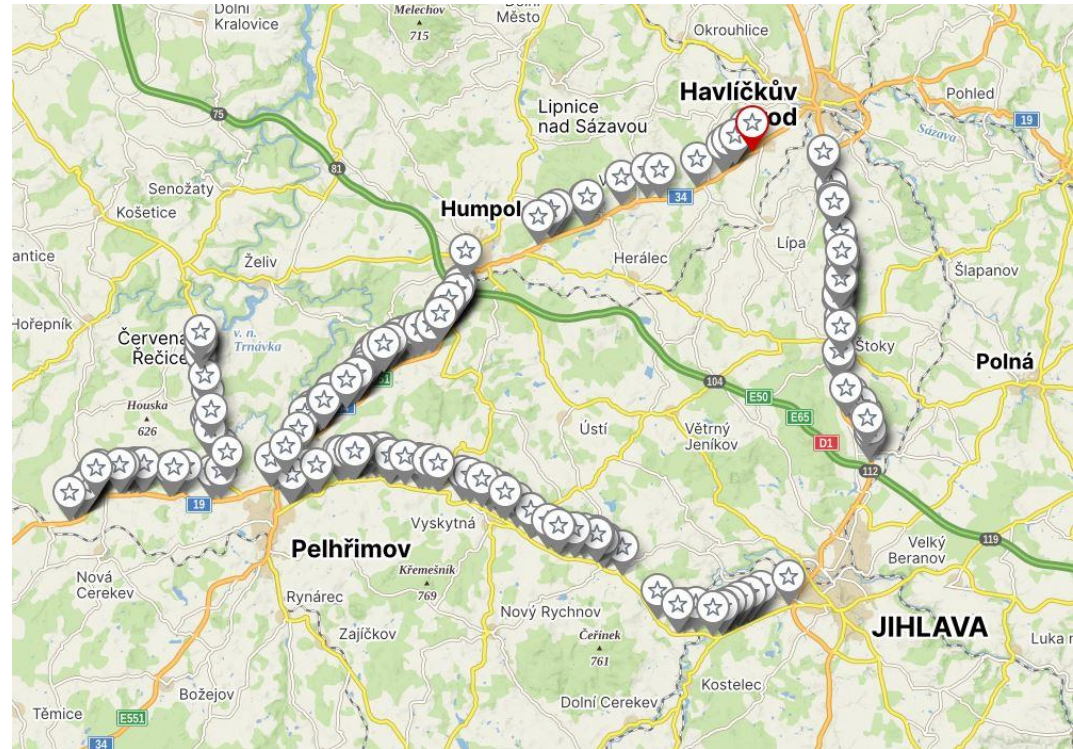 Dolní
Kralovice
Melechov
715
Město
Okrouhlice
Havlíčkův
od
Pohled
19
75
Lipnice
nad Sázavou
Sázava
81
Senožaty
Košetice
Humpol
34
Lípa
antice
Želiv
Herálec
Šlapanov
Hořepník
v. n.
Trnávka
Červená
Řečice
Štoky
Polná
104
E50
Houska
626
E65
Ústí
Větrný
Jeníkov
D1
112
19
Vyskytná
119
Pelhřimov
Velký
Beranov
Křemešník
769
Nová
Cerekev
Rynárec
Nový Rychnov
JIHLAVA
Zajíčkov
Čeřínek
761
Luka n
Kostelec
Božejov
Dolní Cerekev
Těmice
E551
34